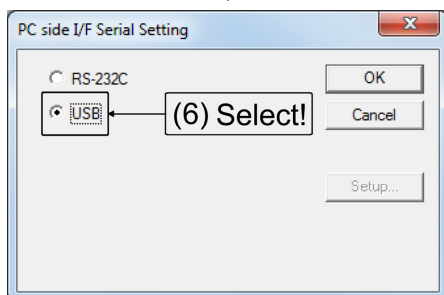 PC side I/F Serial Setting
RS-232C
OK
USB
(6) Select!
Cancel
Setup...